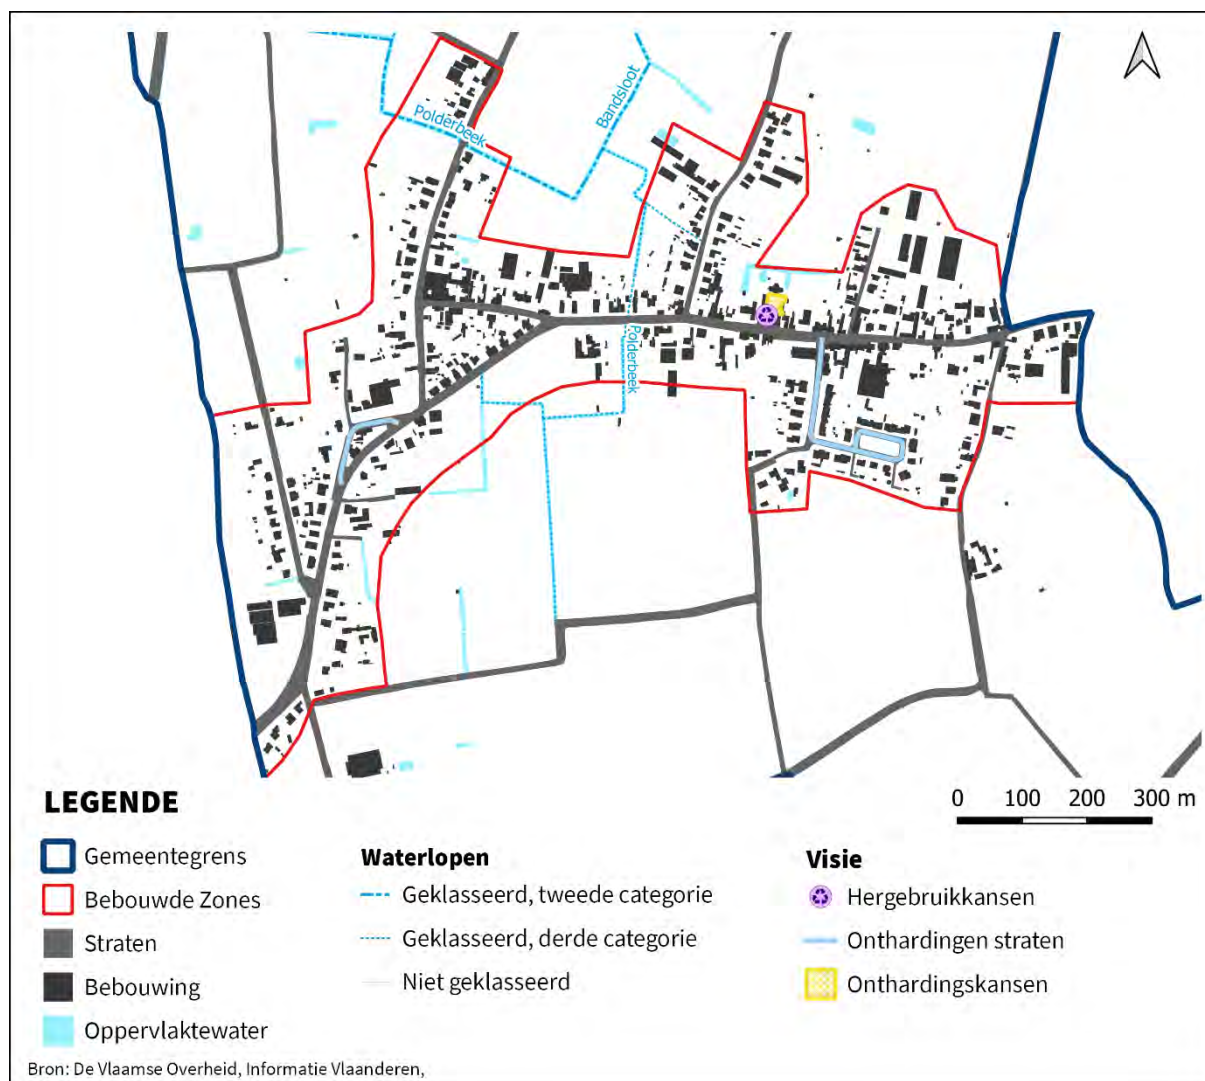 Polderbeek
Bandsloot
Polderbeek
LEGENDE
Gemeentegrens
Bebouwde Zones
Straten
Bebouwing
Oppervlaktewater
Waterlopen
Geklasseerd, tweede categorie
Geklasseerd, derde categorie
Niet geklasseerd
0 100 200 300 m
Visie
Hergebruikkansen
Onthardingen straten
Onthardingskansen
Bron: De Vlaamse Overheid, Informatie Vlaanderen,